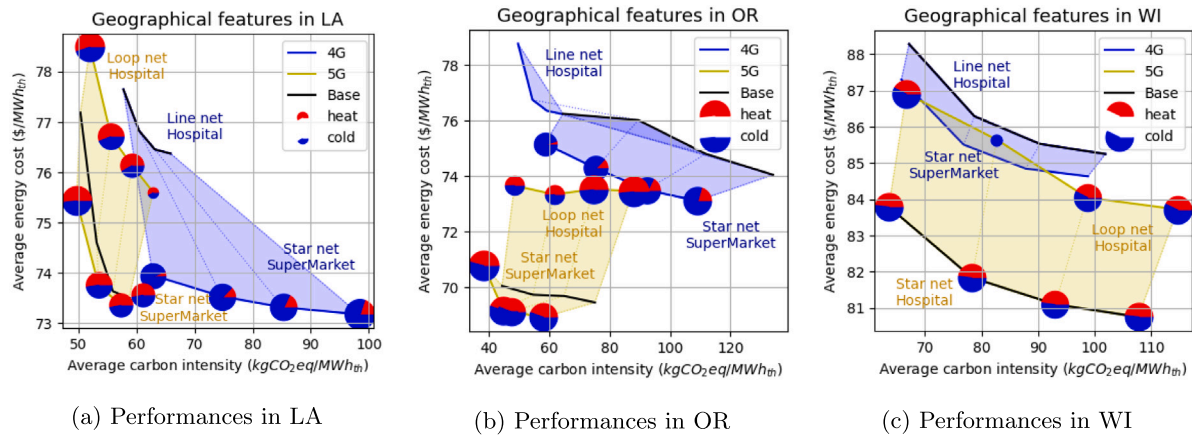 Geographical features in LA
Average energy cost ($/MWh_th)
78
77
76
75
74
73
Loop net
Hospital
Line net
Hospital
Star net
SuperMarket
Star net
SuperMarket
4G
5G
Base
heat
cold
50
60
70
80
90
100
Average carbon intensity (kgCO_2eq/MWh_th)
(a) Performances in LA
Geographical features in OR
Average energy cost ($/MWh_th)
78
76
74
72
70
Line net
Hospital
Loop net
Hospital
Star net
SuperMarket
Star net
SuperMarket
4G
5G
Base
heat
cold
40
60
80
100
120
Average carbon intensity (kgCO_2eq/MWh_th)
(b) Performances in OR
Geographical features in WI
Average energy cost ($/MWh_th)
88
87
86
85
84
83
82
81
Line net
Hospital
Star net
SuperMarket
Loop net
Hospital
Star net
Hospital
4G
5G
Base
heat
cold
70
80
90
100
110
Average carbon intensity (kgCO_2eq/MWh_th)
(c) Performances in WI